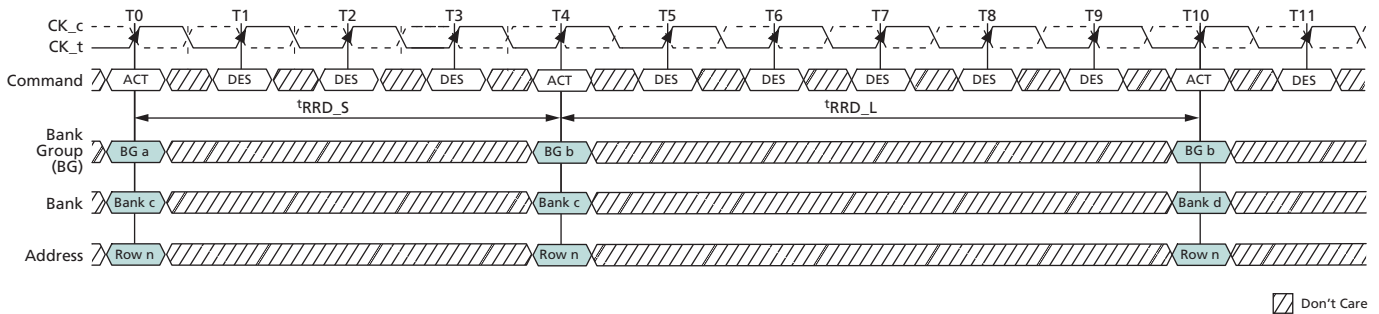 T0 T1 T2 T3 T4 T5 T6 T7 T8 T9 T10 T11
CK_c
CK_t
Command ACT DES DES DES ACT DES DES DES DES DES ACT DES
tRRD_S tRRD_L
Bank
Group
(BG)
BG a BG b BG b
Bank Bank c Bank c Bank d
Address Row n Row n Row n
Don't Care